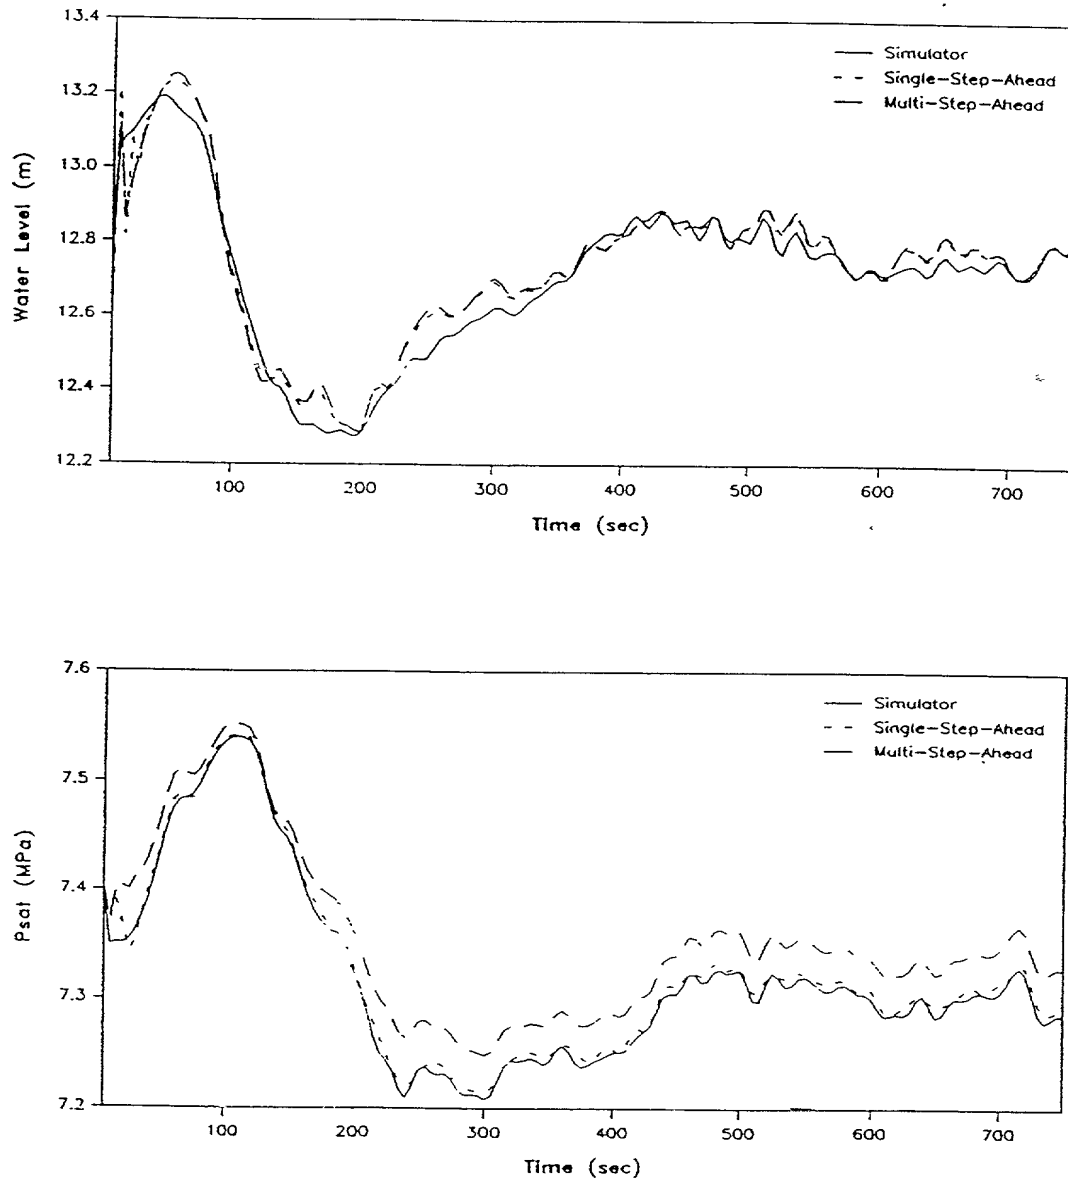 13.4
13.2
13.0
12.8
12.6
12.4
12.2
Water Level (m)
Simulator
Single-Step-Ahead
Multi-Step-Ahead
100 200 300 400 500 600 700
Time (sec)
7.6
7.5
7.4
7.3
7.2
Psat (MPa)
Simulator
Single-Step-Ahead
Multi-Step-Ahead
100 200 300 400 500 600 700
Time (sec)